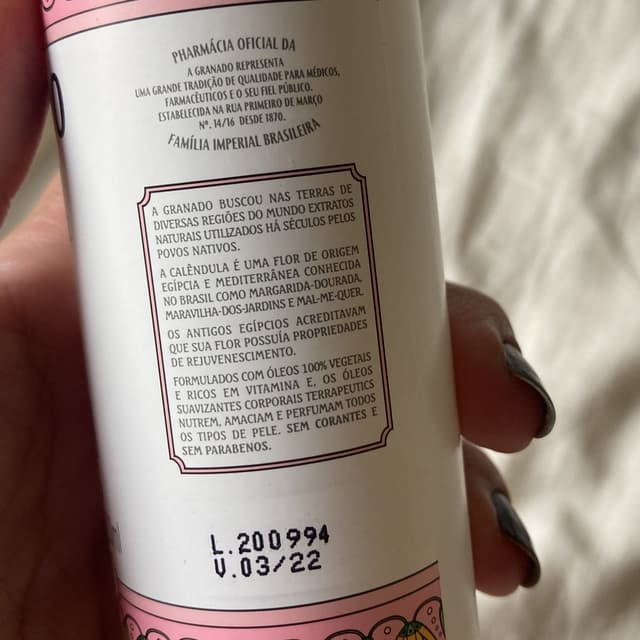 PHARMÁCIA OFICIAL DA
A GRANADO REPRESENTA
UMA GRANDE TRADIÇÃO DE QUALIDADE PARA MÉDICOS,
FARMACÊUTICOS E O SEU FIEL PÚBLICO.
ESTABELECIDA NA RUA PRIMEIRO DE MARÇO
Nº. 14/16 DESDE 1870.
FAMÍLIA IMPERIAL BRASILEIRA
A GRANADO BUSCOU NAS TERRAS DE
DIVERSAS REGIÕES DO MUNDO EXTRATOS
NATURAIS UTILIZADOS HÁ SÉCULOS PELOS
POVOS NATIVOS.
A CALÊNDULA É UMA FLOR DE ORIGEM
EGÍPCIA E MEDITERRÂNEA CONHECIDA
NO BRASIL COMO MARGARIDA-DOURADA,
MARAVILHA-DOS-JARDINS E MAL-ME-QUER.
OS ANTIGOS EGÍPCIOS ACREDITAVAM
QUE SUA FLOR POSSUÍA PROPRIEDADES
DE REJUVENESCIMENTO.
FORMULADOS COM ÓLEOS 100% VEGETAIS
E RICOS EM VITAMINA E, OS ÓLEOS
SUAVIZANTES CORPORAIS TERRAPEUTICS
NUTREM, AMACIAM E PERFUMAM TODOS
OS TIPOS DE PELE. SEM CORANTES E
SEM PARABENOS.
L.200994
V.03/22